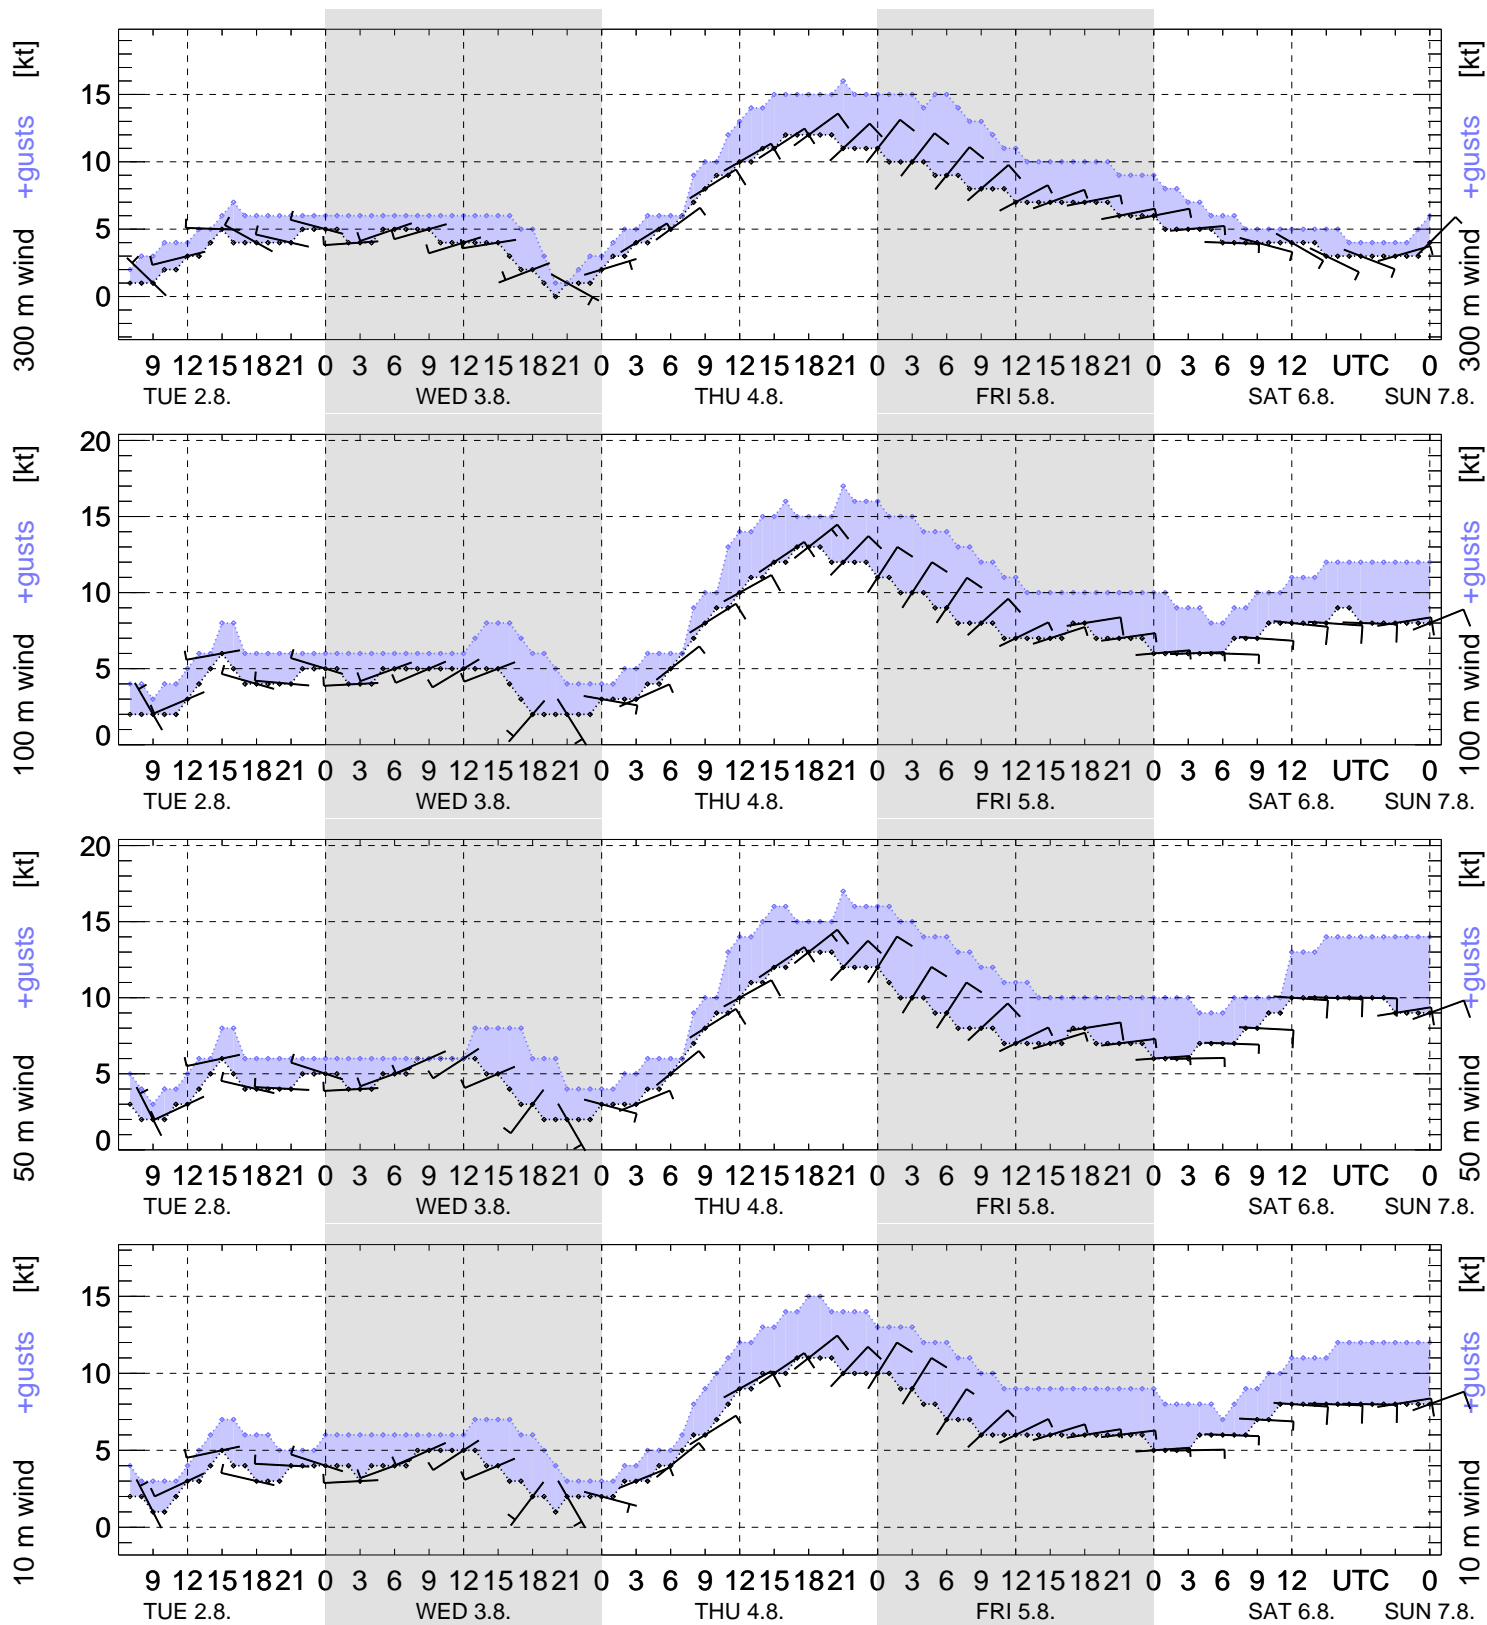 300 m wind +gusts [kt]
15
10
5
0
300 m wind +gusts [kt]
9 12 15 18 21 0 3 6 9 12 15 18 21 0 3 6 9 12 15 18 21 0 3 6 9 12 15 18 21 0 3 6 9 12 UTC 0
TUE 2.8. WED 3.8. THU 4.8. FRI 5.8. SAT 6.8. SUN 7.8.
100 m wind +gusts [kt]
20
15
10
5
0
100 m wind +gusts [kt]
9 12 15 18 21 0 3 6 9 12 15 18 21 0 3 6 9 12 15 18 21 0 3 6 9 12 15 18 21 0 3 6 9 12 UTC 0
TUE 2.8. WED 3.8. THU 4.8. FRI 5.8. SAT 6.8. SUN 7.8.
50 m wind +gusts [kt]
20
15
10
5
0
50 m wind +gusts [kt]
9 12 15 18 21 0 3 6 9 12 15 18 21 0 3 6 9 12 15 18 21 0 3 6 9 12 15 18 21 0 3 6 9 12 UTC 0
TUE 2.8. WED 3.8. THU 4.8. FRI 5.8. SAT 6.8. SUN 7.8.
10 m wind +gusts [kt]
15
10
5
0
10 m wind +gusts [kt]
9 12 15 18 21 0 3 6 9 12 15 18 21 0 3 6 9 12 15 18 21 0 3 6 9 12 15 18 21 0 3 6 9 12 UTC 0
TUE 2.8. WED 3.8. THU 4.8. FRI 5.8. SAT 6.8. SUN 7.8.